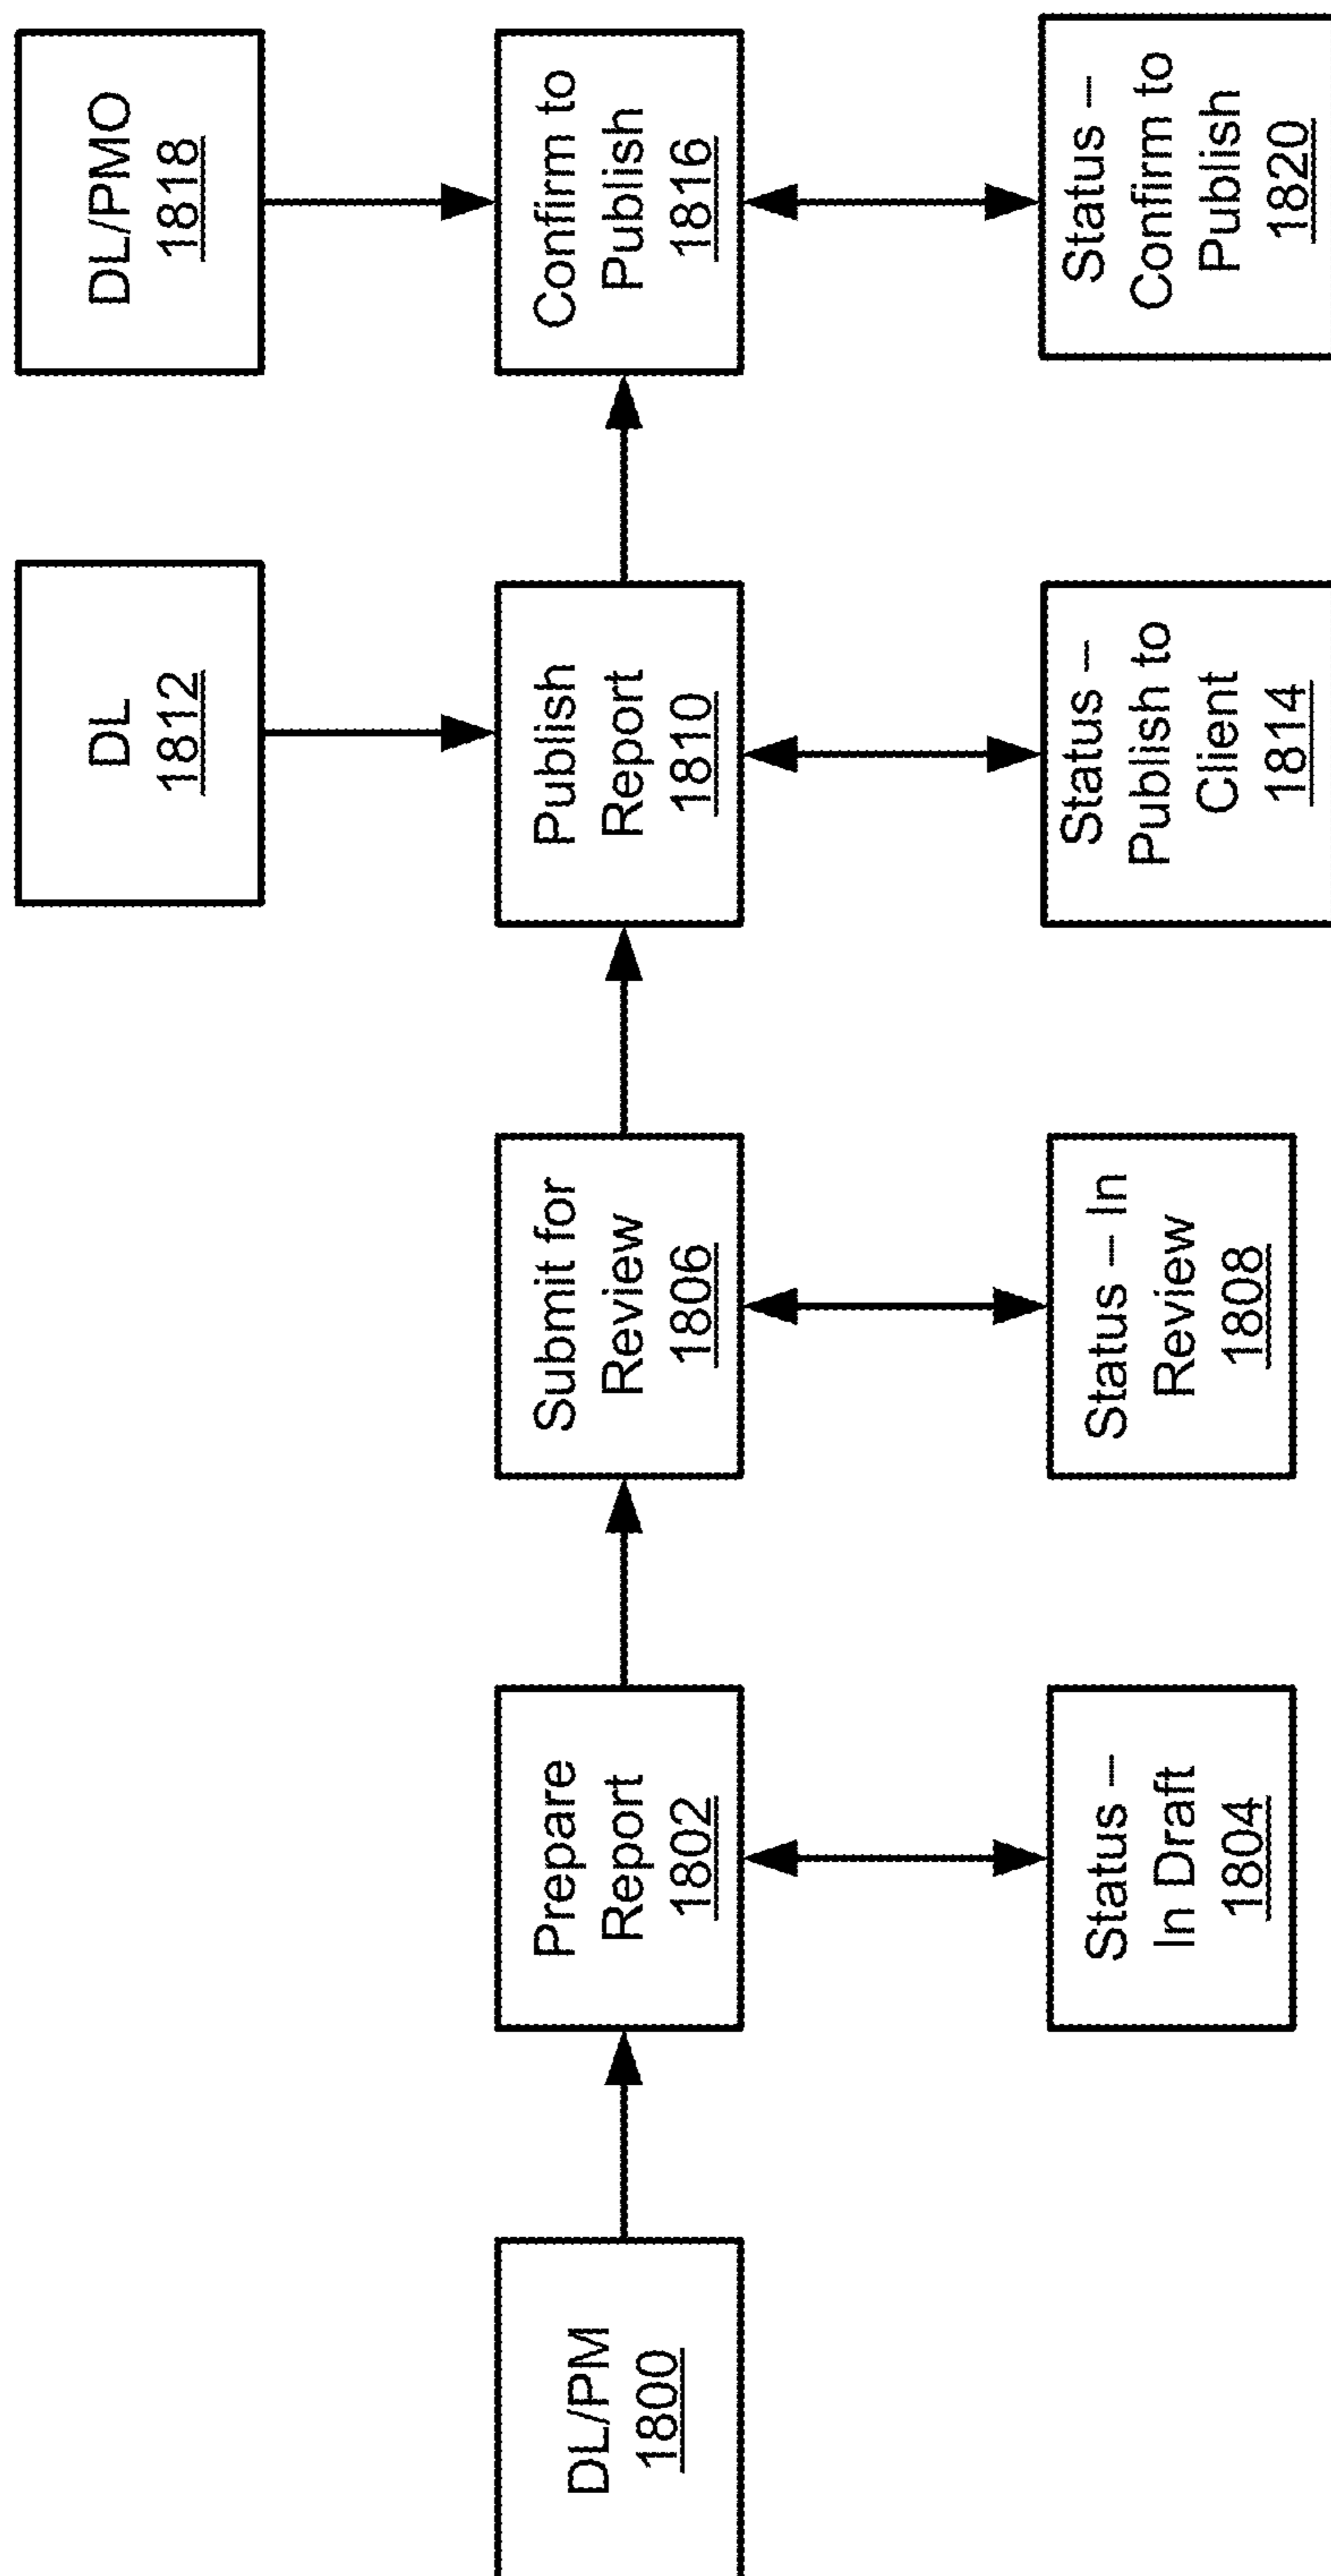 DL/PM
1800
Prepare
Report
1802
Status –
In Draft
1804
Submit for
Review
1806
Status – In
Review
1808
DL
1812
Publish
Report
1810
Status –
Publish to
Client
1814
DL/PMO
1818
Confirm to
Publish
1816
Status –
Confirm to
Publish
1820